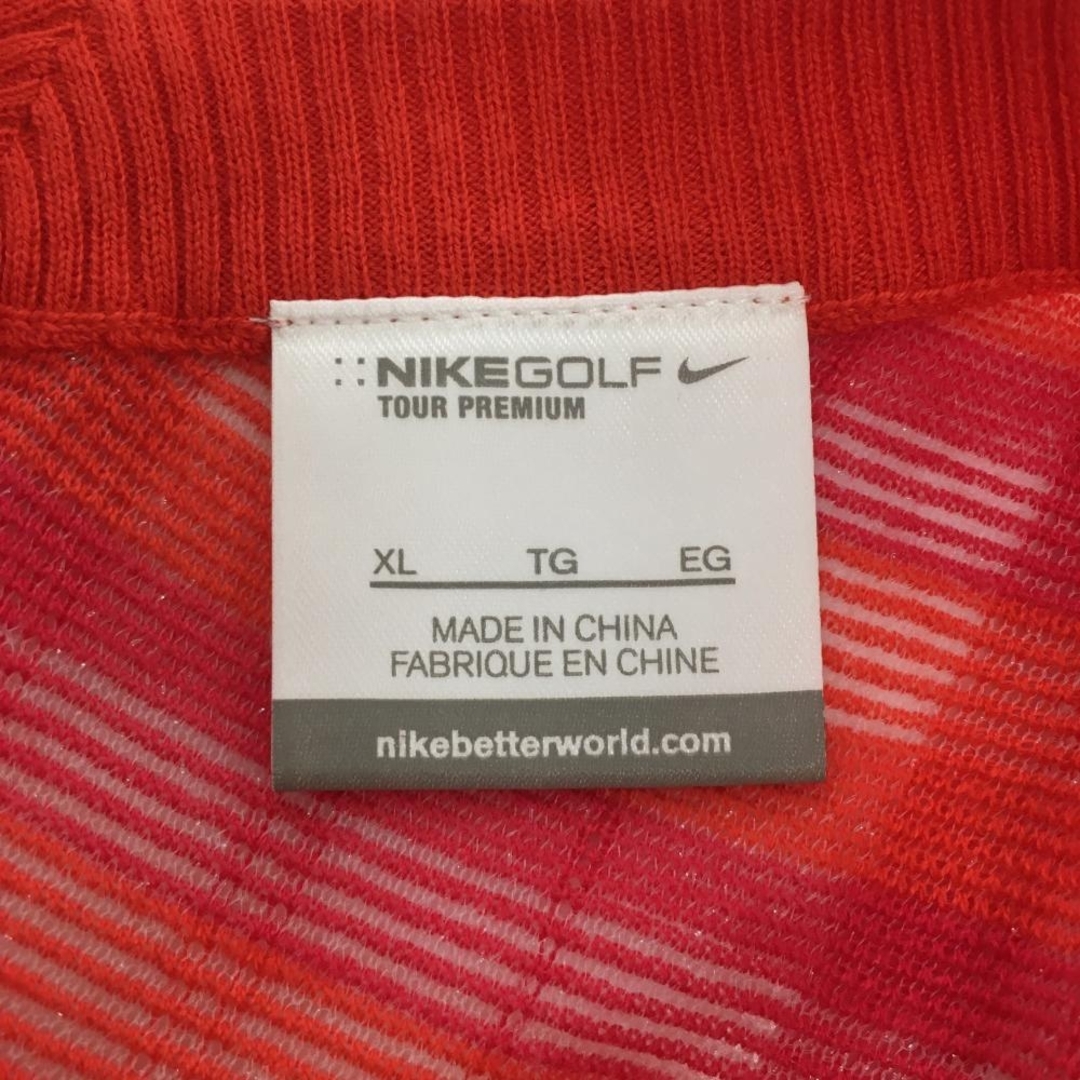 NIKEGOLF
TOUR PREMIUM
XL TG EG
MADE IN CHINA
FABRIQUE EN CHINE
nikebetterworld.com